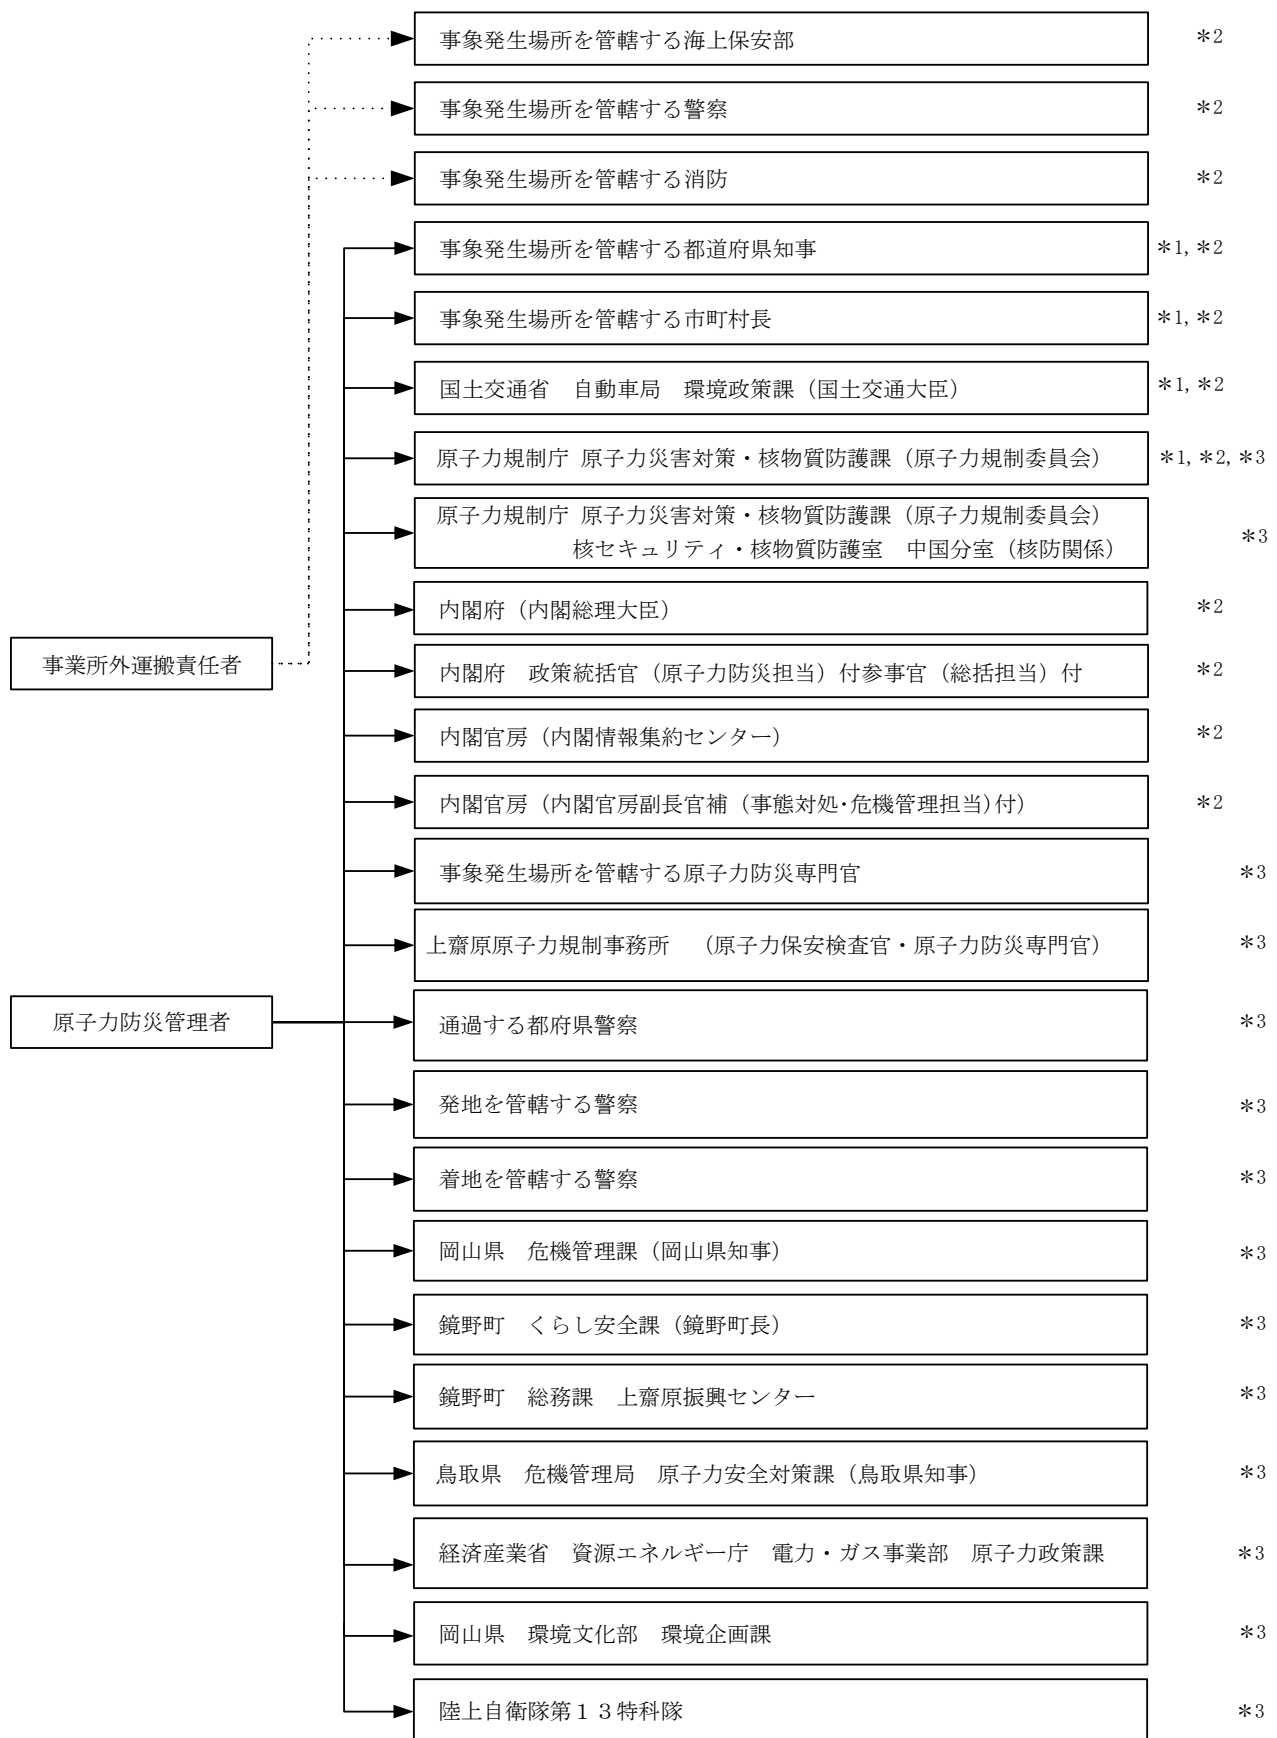 事象発生場所を管轄する海上保安部 *2
事象発生場所を管轄する警察 *2
事象発生場所を管轄する消防 *2
事象発生場所を管轄する都道府県知事 *1,*2
事象発生場所を管轄する市町村長 *1,*2
国土交通省　自動車局　環境政策課（国土交通大臣） *1,*2
原子力規制庁 原子力災害対策・核物質防護課（原子力規制委員会） *1,*2,*3
原子力規制庁 原子力災害対策・核物質防護課（原子力規制委員会）
核セキュリティ・核物質防護室　中国分室（核防関係） *3
内閣府（内閣総理大臣） *2
事業所外運搬責任者
内閣府　政策統括官（原子力防災担当）付参事官（総括担当）付 *2
内閣官房（内閣情報集約センター） *2
内閣官房（内閣官房副長官補（事態対処・危機管理担当）付） *2
事象発生場所を管轄する原子力防災専門官 *3
上齋原原子力規制事務所　（原子力保安検査官・原子力防災専門官） *3
原子力防災管理者
通過する都府県警察 *3
発地を管轄する警察 *3
着地を管轄する警察 *3
岡山県　危機管理課（岡山県知事） *3
鏡野町　くらし安全課（鏡野町長） *3
鏡野町　総務課　上齋原振興センター *3
鳥取県　危機管理局　原子力安全対策課（鳥取県知事） *3
経済産業省　資源エネルギー庁　電力・ガス事業部　原子力政策課 *3
岡山県　環境文化部　環境企画課 *3
陸上自衛隊第１３特科隊 *3